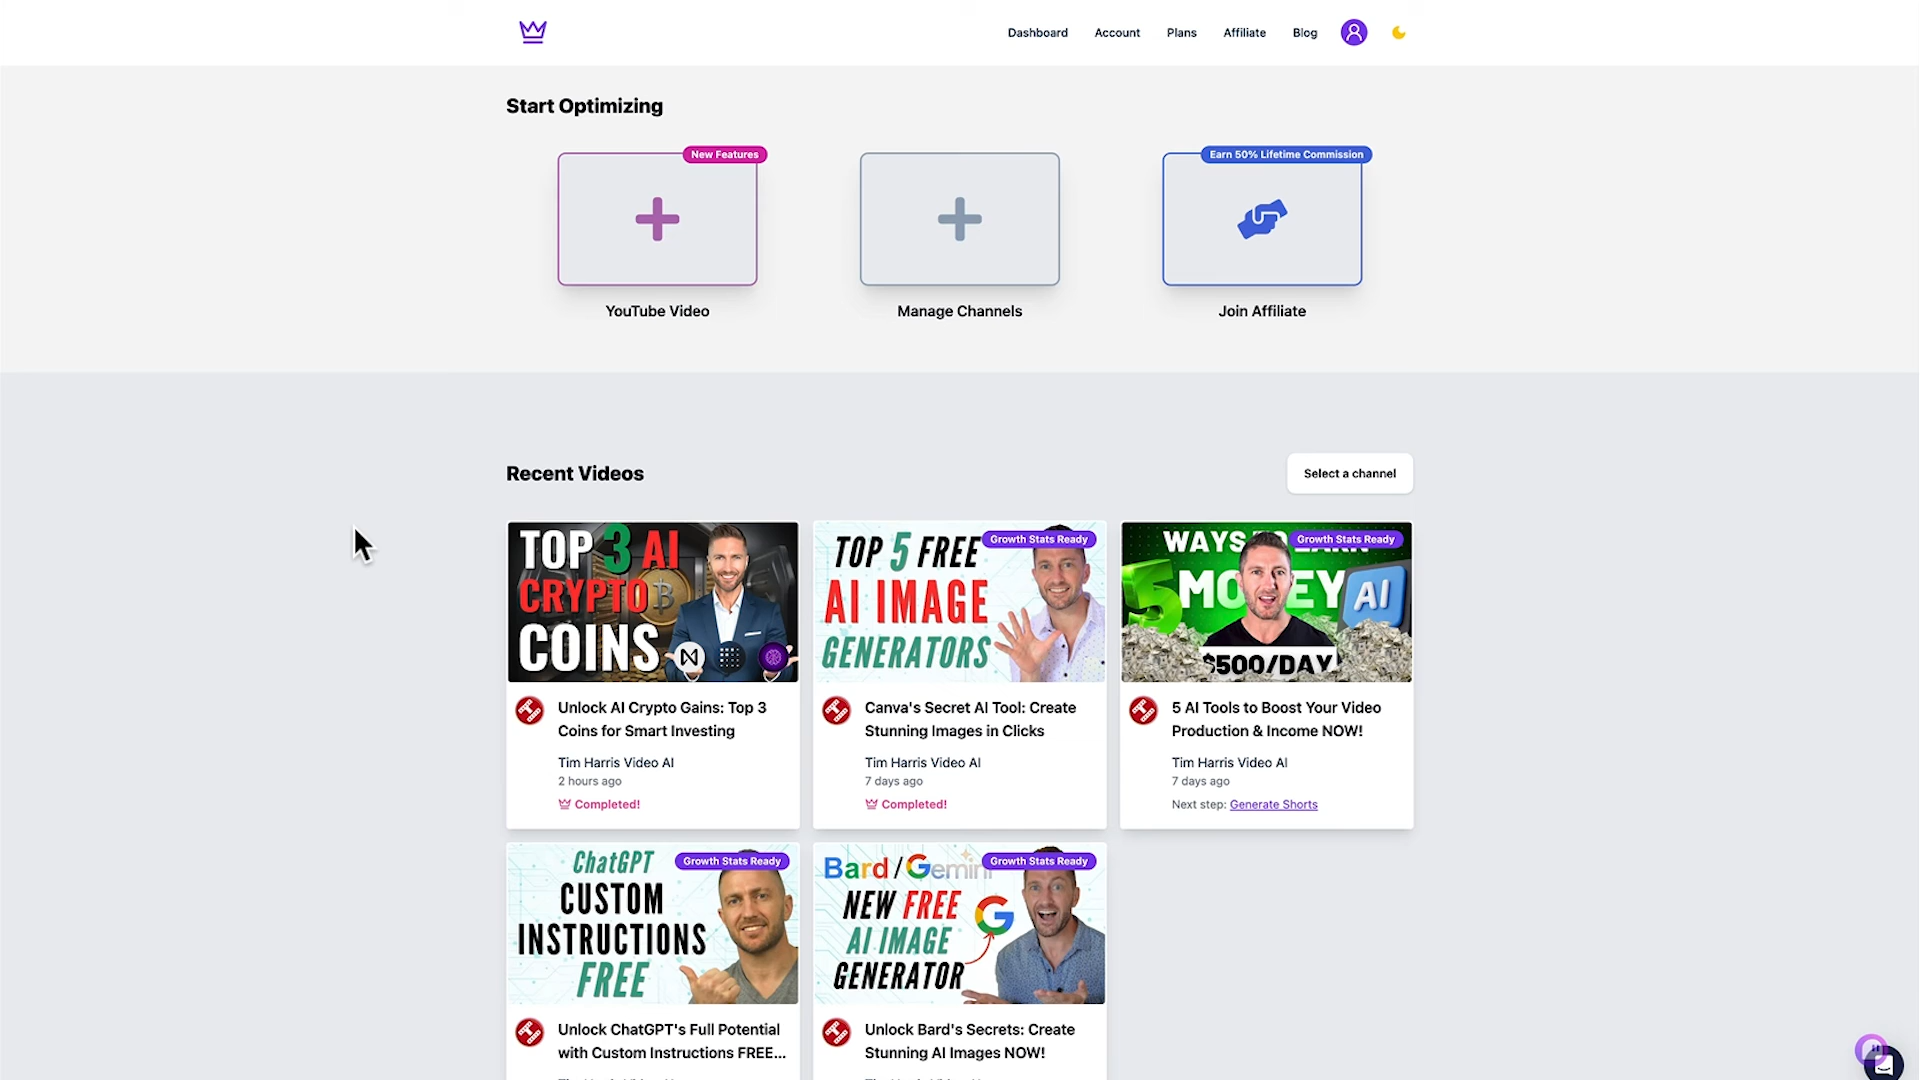 Dashboard
Account
Plans
Affiliate
Blog
Start Optimizing
New Features
Earn 50% Lifetime Commission
YouTube Video
Manage Channels
Join Affiliate
Recent Videos
Select a channel
TOP 3 AI
CRYPTO
COINS
Unlock AI Crypto Gains: Top 3
Coins for Smart Investing
Tim Harris Video AI
2 hours ago
Completed!
Growth Stats Ready
TOP 5 FREE
AI IMAGE
GENERATORS
Canva's Secret AI Tool: Create
Stunning Images in Clicks
Tim Harris Video AI
7 days ago
Completed!
Growth Stats Ready
WAYS TO EARN
5 MONEY AI
$500/DAY
5 AI Tools to Boost Your Video
Production & Income NOW!
Tim Harris Video AI
7 days ago
Next step: Generate Shorts
Growth Stats Ready
ChatGPT
CUSTOM
INSTRUCTIONS
FREE
Unlock ChatGPT's Full Potential
with Custom Instructions FREE...
Growth Stats Ready
Bard/Gemini
NEW FREE
AI IMAGE
GENERATOR
Unlock Bard's Secrets: Create
Stunning AI Images NOW!